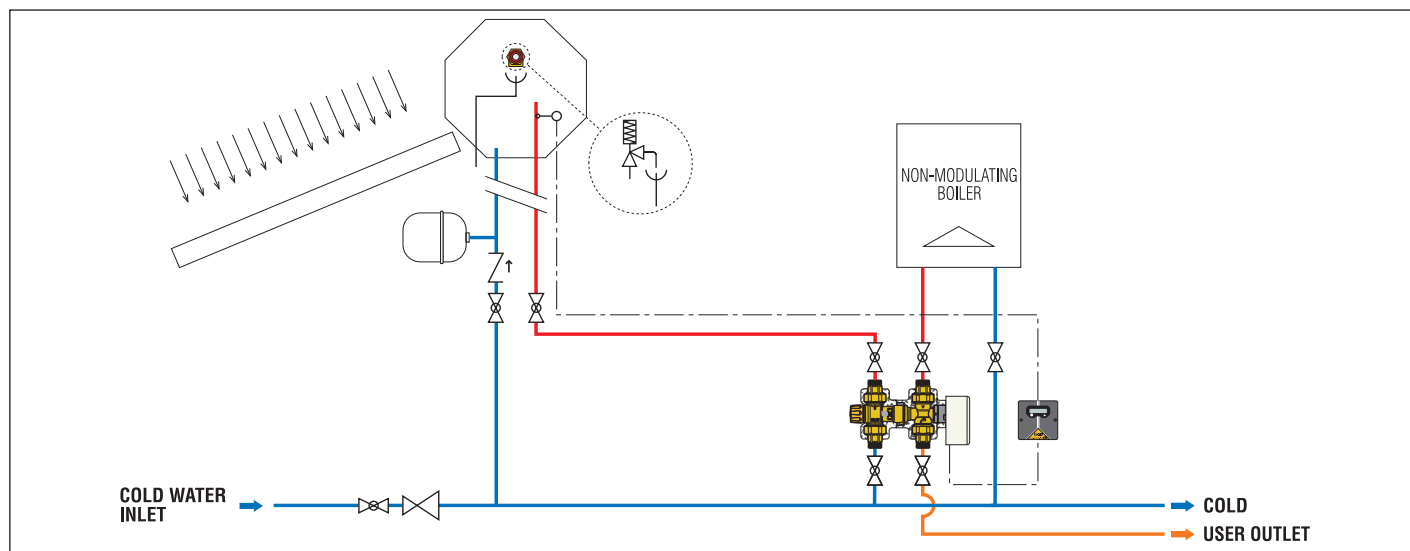 NON-MODULATING
BOILER
COLD WATER
INLET
COLD
USER OUTLET